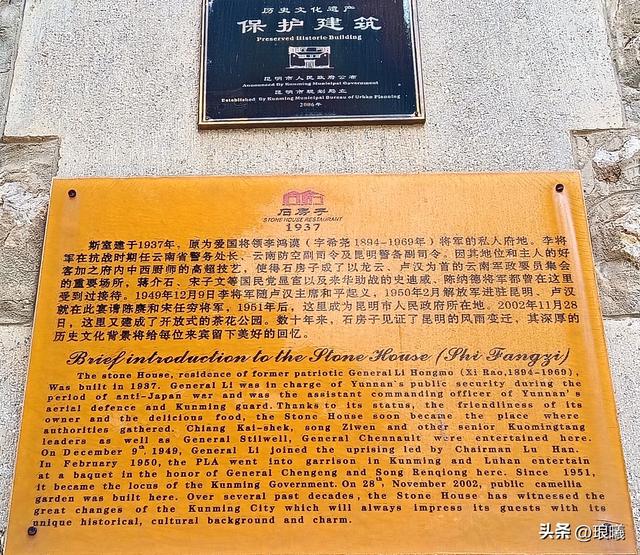 历史文化遗产
保护建筑
Preserved Historic Building
昆明市人民政府公布
Announced By Kunming Municipal Government
昆明市规划局立
Established By Kunming Municipal Bureau of Urban Planning
2006年
石房子
STONE HOUSE RESTAURANT
1937
斯室建于1937年，原为爱国将领李鸿谟（字希尧1894-1969年）将军的私人府地。李将
军在抗战时期任云南省警务处长、云南防空副司令及昆明警备副司令。因其地位和主人的好
客加之府内中西厨师的高超技艺，使得石房子成了以龙云、卢汉为首的云南军政要员集会
的重要场所，蒋介石、宋子文等国民党显宦以及来华助战的史迪威、陈纳德将军都曾在这里
受到过接待。1949年12月9日李将军随卢汉主席和平起义，1950年2月解放军进驻昆明、卢汉
就在此宴请陈赓和宋任穷将军，1951年后，这里成为昆明市人民政府所在地。2002年11月28
日，这里又建成了开放式的茶花公园。数十年来，石房子见证了昆明的风雨变迁，其深厚的
历史文化背景将给每位来宾留下美好的回忆。
Brief introduction to the Stone House (Shi Fangzi)
The stone House, residence of former patriotic General Li Hongmo (Xi Rao,1894-1969),
Was built in 1937. General Li was in charge of Yunnan's public security during the
period of anti-Japan war and was the assistant commanding officer of Yunnan's
aerial defence and Kunming guard. Thanks to its status, the friendliness of its
owner and the delicious food, the Stone House soon became the place where
authorities gathered. Chiang Kai-shek, song Ziwen and other senior Kuomingtang
leaders as well as General Stilwell, General Chennault were entertained here.
On December 9th, 1949, General Li joined the uprising led by Chairman Lu Han.
In February 1950, the PLA went into garrison in Kunming and Luhan entertain
at a baquet in the honor of General Chengeng and Song Renqiong here. Since 1951,
it became the locus of the Kunming Government. On 28th, November 2002, public camellia
garden was built here. Over several past decades, the Stone House has witnessed the
great changes of the Kunming City which will always impress its guests with its
unique historical, cultural background and charm.
头条 @琅曦